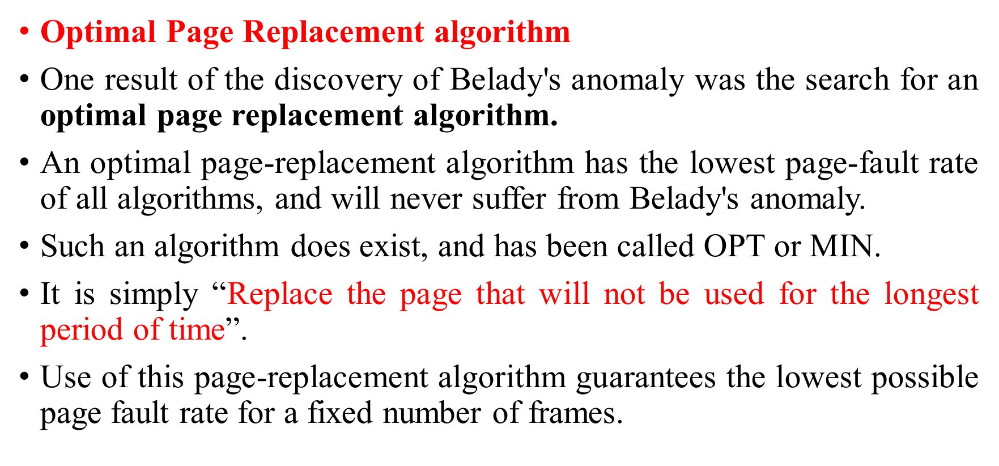 • Optimal Page Replacement algorithm
• One result of the discovery of Belady's anomaly was the search for an
optimal page replacement algorithm.
• An optimal page-replacement algorithm has the lowest page-fault rate
of all algorithms, and will never suffer from Belady's anomaly.
• Such an algorithm does exist, and has been called OPT or MIN.
• It is simply “Replace the page that will not be used for the longest
period of time”.
• Use of this page-replacement algorithm guarantees the lowest possible
page fault rate for a fixed number of frames.